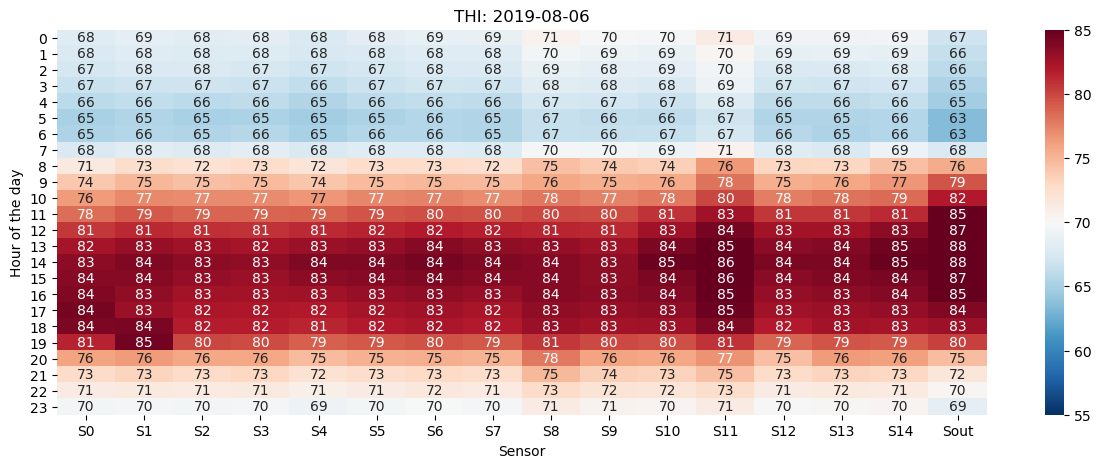 THI: 2019-08-06
0 68 69 68 68 68 68 69 69 71 70 70 71 69 69 69 67
1 68 68 68 68 68 68 68 68 70 69 69 70 69 69 69 66
2 67 68 68 67 67 67 68 68 69 68 69 70 68 68 68 66
3 67 67 67 67 66 67 67 67 68 68 68 69 67 67 67 65
4 66 66 66 66 65 66 66 66 67 67 67 68 66 66 66 65
5 65 65 65 65 65 65 66 65 66 66 66 67 65 65 66 63
6 65 66 65 66 65 66 66 65 67 66 67 67 66 65 66 63
7 68 68 68 68 68 68 68 68 70 70 69 71 68 68 69 68
8 71 73 72 73 72 73 73 72 75 74 74 76 73 73 75 76
9 74 75 75 75 74 75 75 75 76 75 76 78 75 76 77 79
10 76 77 77 77 77 77 77 77 78 77 78 80 78 78 79 82
11 78 79 79 79 79 79 80 80 80 80 81 83 81 81 81 85
12 81 81 81 81 81 82 82 82 81 81 83 84 83 83 83 87
13 82 83 83 82 83 83 84 83 83 83 84 86 84 84 85 88
14 83 84 83 83 84 84 84 84 84 83 85 86 84 84 85 88
15 84 84 83 83 83 84 84 83 84 83 84 86 84 84 84 87
16 84 83 83 83 83 83 83 83 84 83 84 85 83 83 84 85
17 84 83 82 82 82 82 83 82 83 83 83 85 83 83 83 84
18 84 84 82 82 81 82 82 82 83 83 83 84 82 83 83 83
19 81 85 80 80 79 79 80 79 81 80 80 81 79 79 79 80
20 76 76 76 76 75 75 75 75 78 76 76 77 75 76 76 75
21 73 73 73 73 72 73 73 73 75 74 73 75 73 73 73 72
22 71 71 71 71 71 71 72 71 73 72 72 73 71 72 71 70
23 70 70 70 70 69 70 70 70 71 71 70 71 70 70 70 69
S0 S1 S2 S3 S4 S5 S6 S7 S8 S9 S10 S11 S12 S13 S14 Sout
Sensor
Hour of the day
85
80
75
70
65
60
55